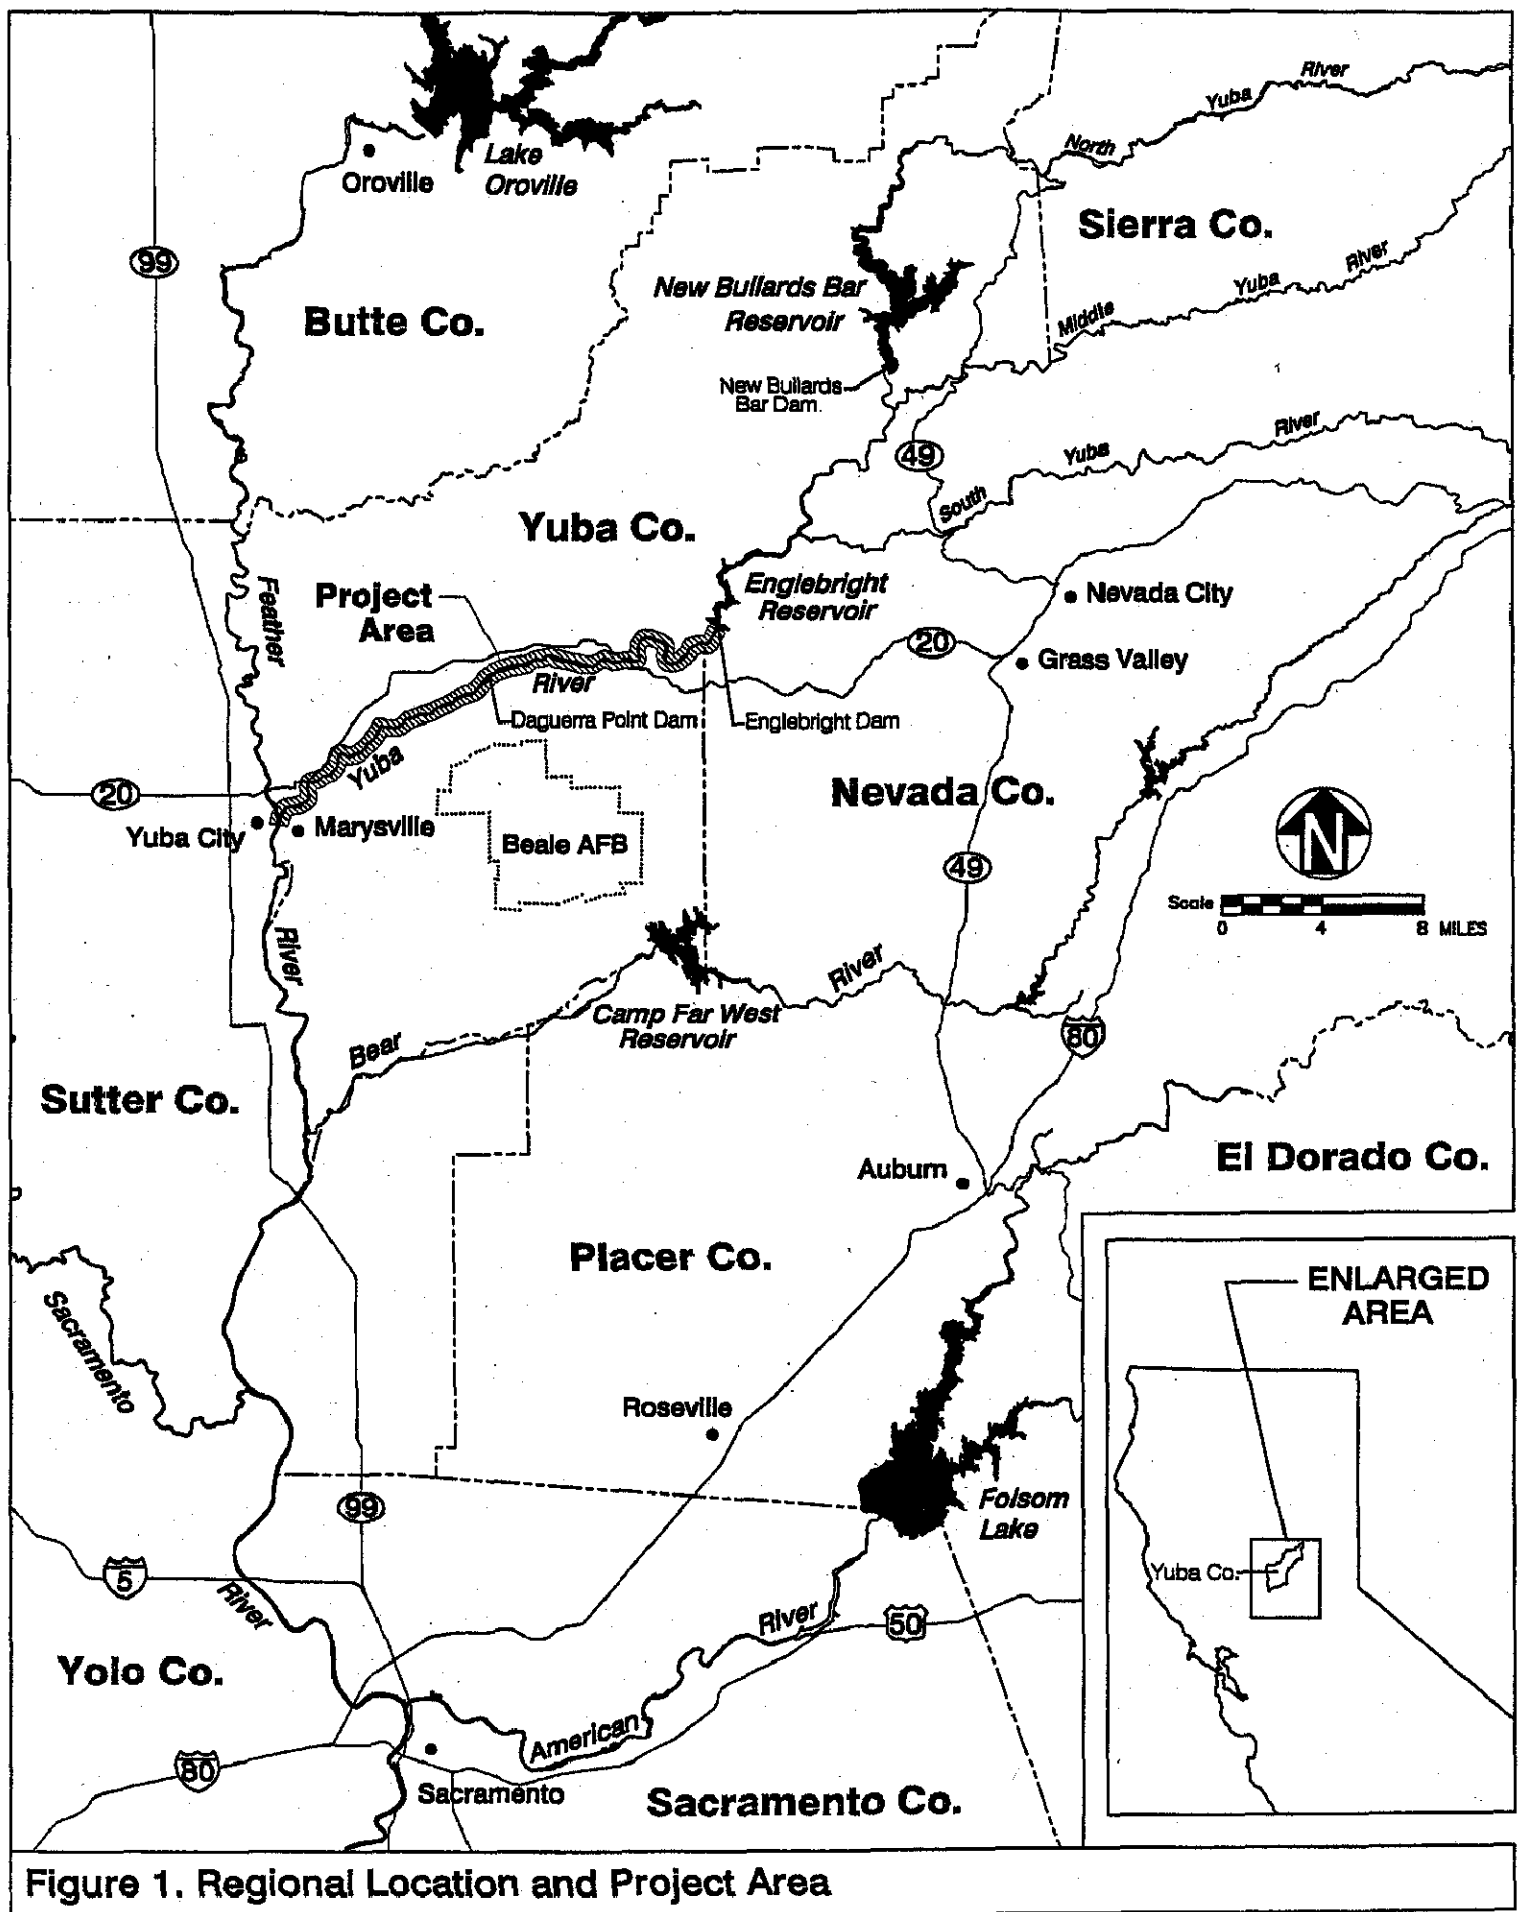 River
Yuba
North
Lake
Oroville
Oroville
Sierra Co.
99
River
Yuba
Middle
New Bullards Bar
Reservoir
Butte Co.
New Bullards
Bar Dam
River
Yuba
49
South
Yuba Co.
Englebright
Reservoir
Nevada City
Feather
Project
Area
20
Grass Valley
River
Daguerra Point Dam
Englebright Dam
Yuba
20
Nevada Co.
Yuba City
Marysville
Beale AFB
N
49
Scale
0 4 8 MILES
River
River
Camp Far West
Reservoir
80
Bear
Sutter Co.
Auburn
El Dorado Co.
Placer Co.
ENLARGED
AREA
Sacramento
Roseville
99
Folsom
Lake
5
Yuba Co.
River
River
50
Yolo Co.
American
80
Sacramento
Sacramento Co.
Figure 1. Regional Location and Project Area